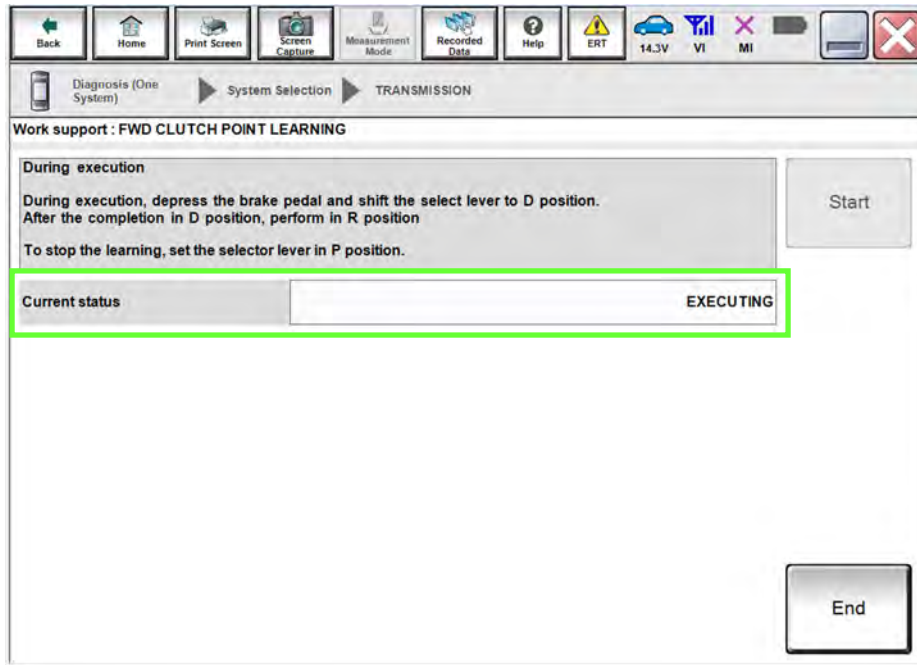 Back
Home
Print Screen
Screen
Capture
Measurement
Mode
Recorded
Data
Help
ERT
14.3V
VI
MI
Diagnosis (One
System)
System Selection
TRANSMISSION
Work support : FWD CLUTCH POINT LEARNING
During execution
During execution, depress the brake pedal and shift the select lever to D position.
After the completion in D position, perform in R position
To stop the learning, set the selector lever in P position.
Start
Current status
EXECUTING
End